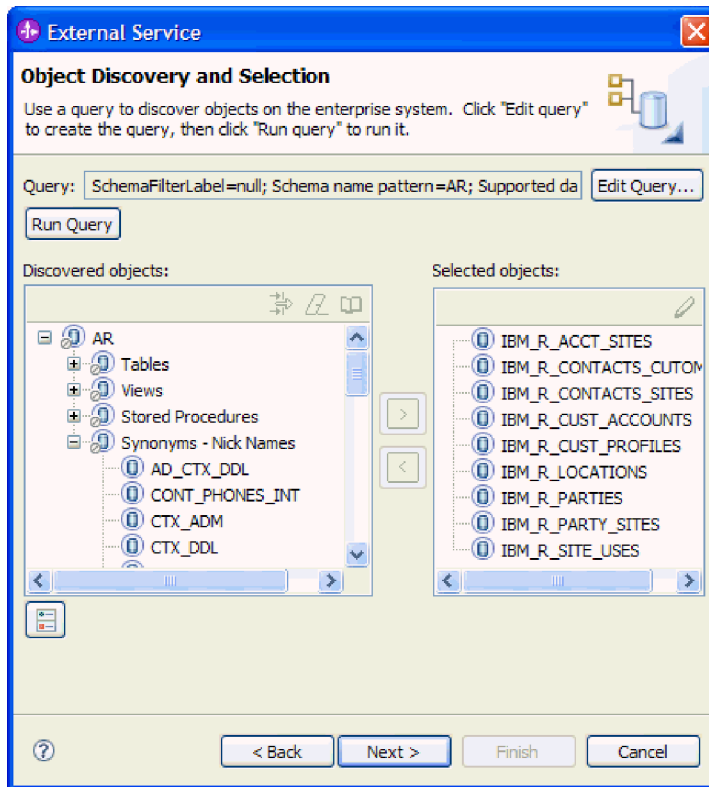 External Service
Object Discovery and Selection
Use a query to discover objects on the enterprise system. Click "Edit query"
to create the query, then click "Run query" to run it.
Query: SchemaFilterLabel=null; Schema name pattern=AR; Supported da Edit Query...
Run Query
Discovered objects: Selected objects:
AR
Tables
Views
Stored Procedures
Synonyms - Nick Names
AD_CTX_DDL
CONT_PHONES_INT
CTX_ADM
CTX_DDL
IBM_R_ACCT_SITES
IBM_R_CONTACTS_CUTOM
IBM_R_CONTACTS_SITES
IBM_R_CUST_ACCOUNTS
IBM_R_CUST_PROFILES
IBM_R_LOCATIONS
IBM_R_PARTIES
IBM_R_PARTY_SITES
IBM_R_SITE_USES
> 
<
? < Back Next > Finish Cancel